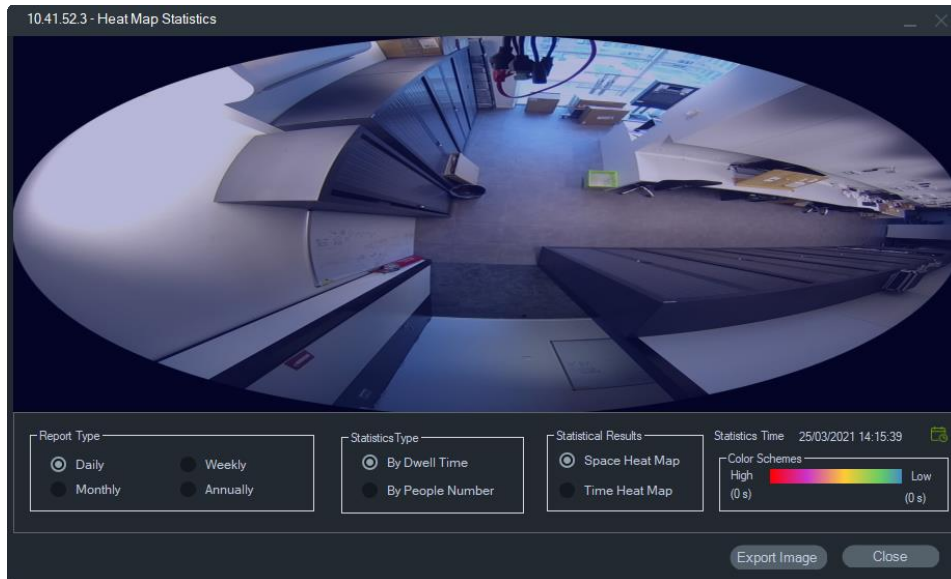 10.41.52.3 - Heat Map Statistics
Report Type
Daily
Weekly
Monthly
Annually
StatisticsType
By Dwell Time
By People Number
Statistical Results
Space Heat Map
Time Heat Map
Statistics Time 25/03/2021 14:15:39
Color Schemes
High
Low
(0 s)
(0 s)
Export Image
Close